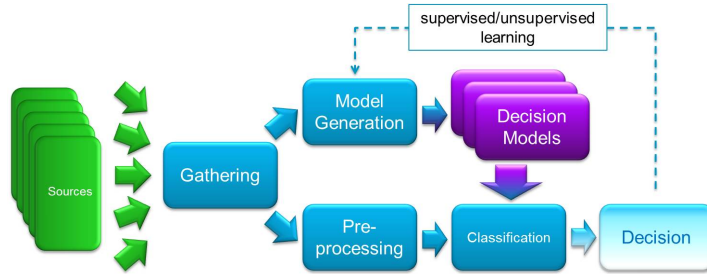 supervised/unsupervised
learning
Model
Generation
Decision
Models
Sources
Gathering
Pre-
processing
Classification
Decision